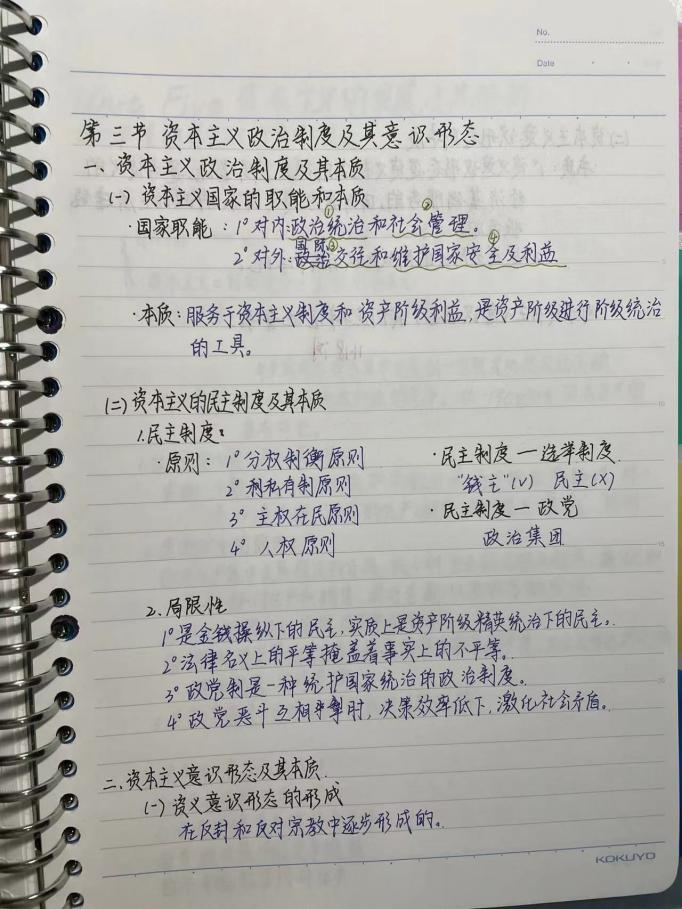 No.
Date
第三节 资本主义政治制度及其意识形态
一、资本主义政治制度及其本质
(一) 资本主义国家的职能和本质
① ②
·国家职能：1°对内:政治统治和社会管理。
国际③ ④
2°对外:政治交往和维护国家安全及利益
·本质：服务于资本主义制度和资产阶级利益,是资产阶级进行阶级统治
的工具。
(二)资本主义的民主制度及其本质
1.民主制度：
·原则：1°分权制衡原则 ·民主制度—选举制度
2°私有制原则 "钱主"(√) 民主(×)
3°主权在民原则 ·民主制度—政党
4°人权原则 政治集团
2.局限性
1°是金钱操纵下的民主,实质上是资产阶级精英统治下的民主。
2°法律名义上的平等掩盖着事实上的不平等。
3°政党制是一种维护国家统治的政治制度。
4°政党恶斗互相争时,决策效率低下,激化社会矛盾。
二、资本主义意识形态及其本质
(一)资义意识形态的形成
在反封和反对宗教中逐步形成的。
KOKUYO